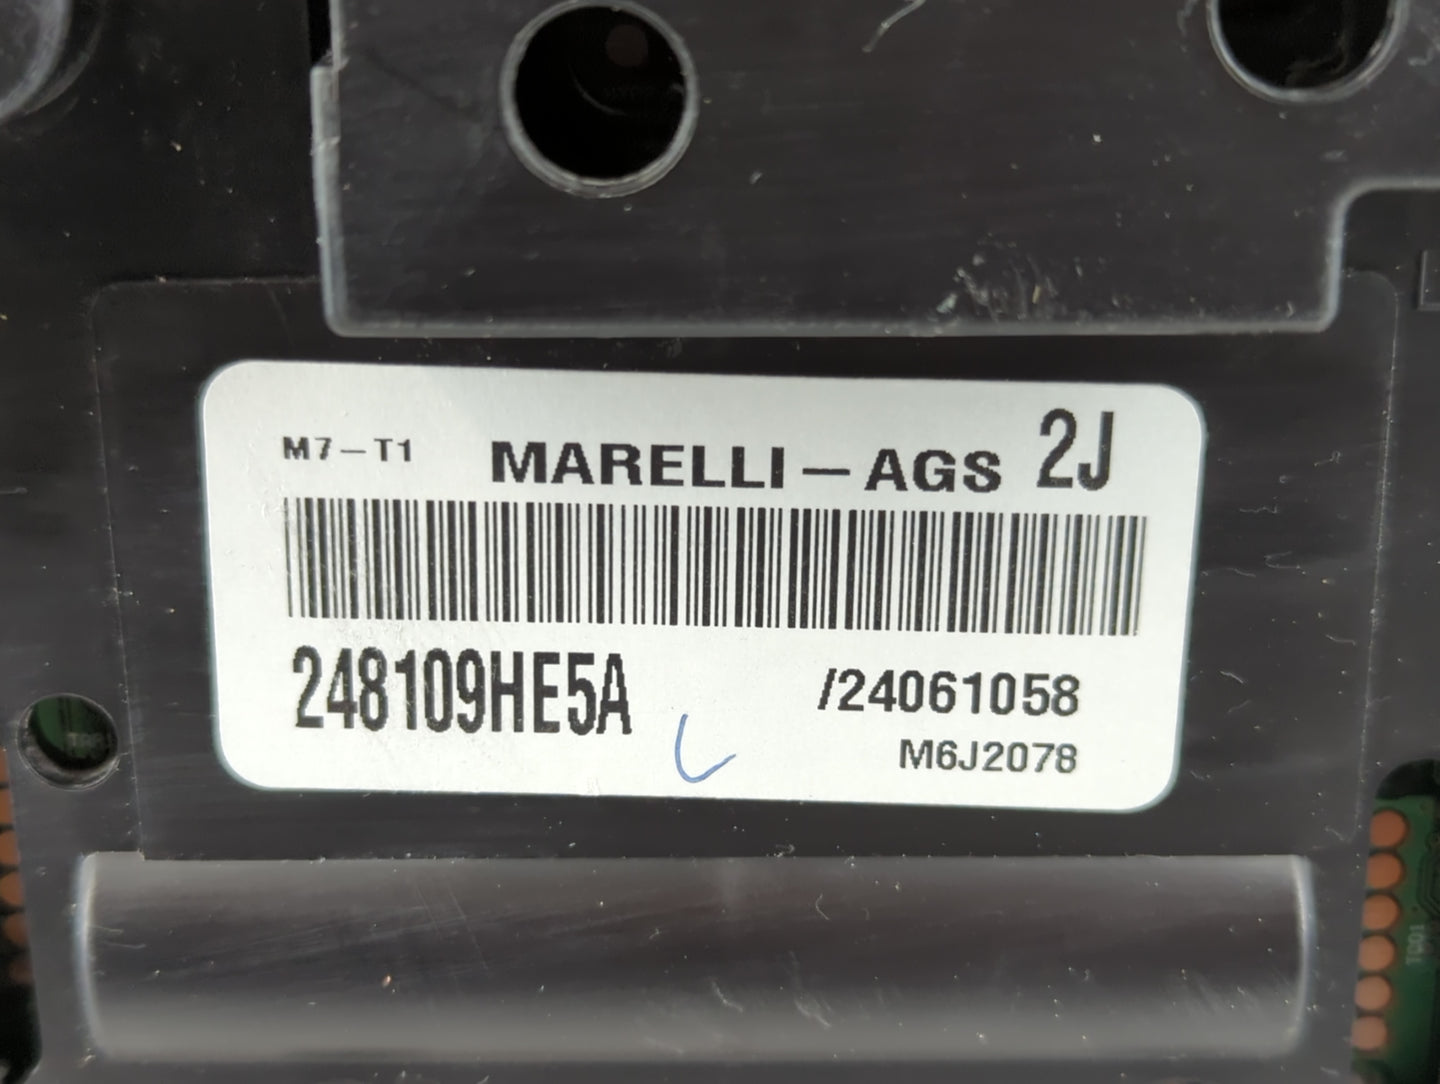 M7-T1 MARELLI-AGS 2J
248109HE5A /24061058
M6J2078